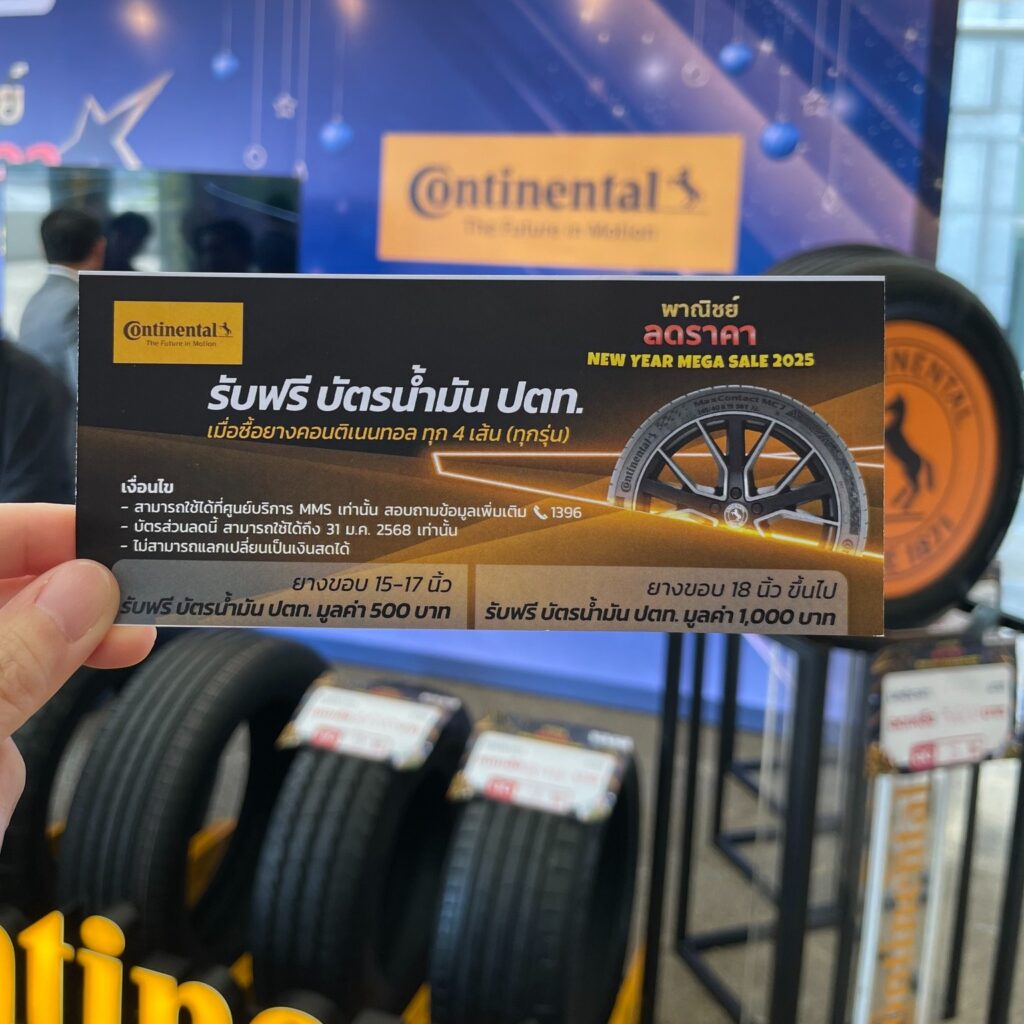 Continental
The Future in Motion
Continental
The Future in Motion
พาณิชย์
ลดราคา
NEW YEAR MEGA SALE 2025
รับฟรี บัตรน้ำมัน ปตท.
เมื่อซื้อยางคอนติเนนทอล ทุก 4 เส้น (ทุกรุ่น)
MaxContact MC7
Continental
เงื่อนไข
- สามารถใช้ได้ที่ศูนย์บริการ MMS เท่านั้น สอบถามข้อมูลเพิ่มเติม 📞 1396
- บัตรส่วนลดนี้ สามารถใช้ได้ถึง 31 ม.ค. 2568 เท่านั้น
- ไม่สามารถแลกเปลี่ยนเป็นเงินสดได้
ยางขอบ 15-17 นิ้ว
รับฟรี บัตรน้ำมัน ปตท. มูลค่า 500 บาท
ยางขอบ 18 นิ้ว ขึ้นไป
รับฟรี บัตรน้ำมัน ปตท. มูลค่า 1,000 บาท
Continental